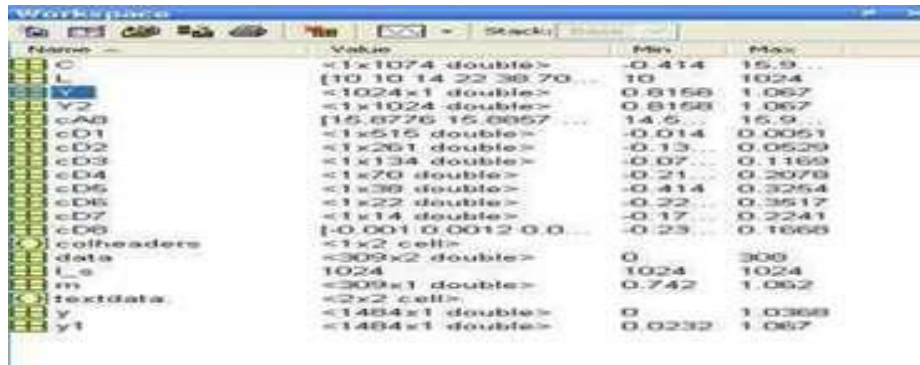 Workspace
Stack: Base
Name Value Min Max
C <1x1074 double> -0.414 15.9...
L [10 10 14 22 38 70... 10 1024
Y <1024x1 double> 0.8158 1.067
Y2 <1x1024 double> 0.8158 1.067
cA8 [15.8776 15.8857 ... 14.5... 15.9...
cD1 <1x515 double> -0.014 0.0051
cD2 <1x261 double> -0.13... 0.0529
cD3 <1x134 double> -0.07... 0.1169
cD4 <1x70 double> -0.21... 0.2078
cD5 <1x38 double> -0.414 0.3254
cD6 <1x22 double> -0.22... 0.3517
cD7 <1x14 double> -0.17... 0.2241
cD8 [-0.001 0.0012 0.0... -0.23... 0.1668
colheaders <1x2 cell>
data <309x2 double> 0 308
l_s 1024 1024 1024
m <309x1 double> 0.742 1.062
textdata <2x2 cell>
y <1484x1 double> 0 1.0368
y1 <1484x1 double> 0.0232 1.067